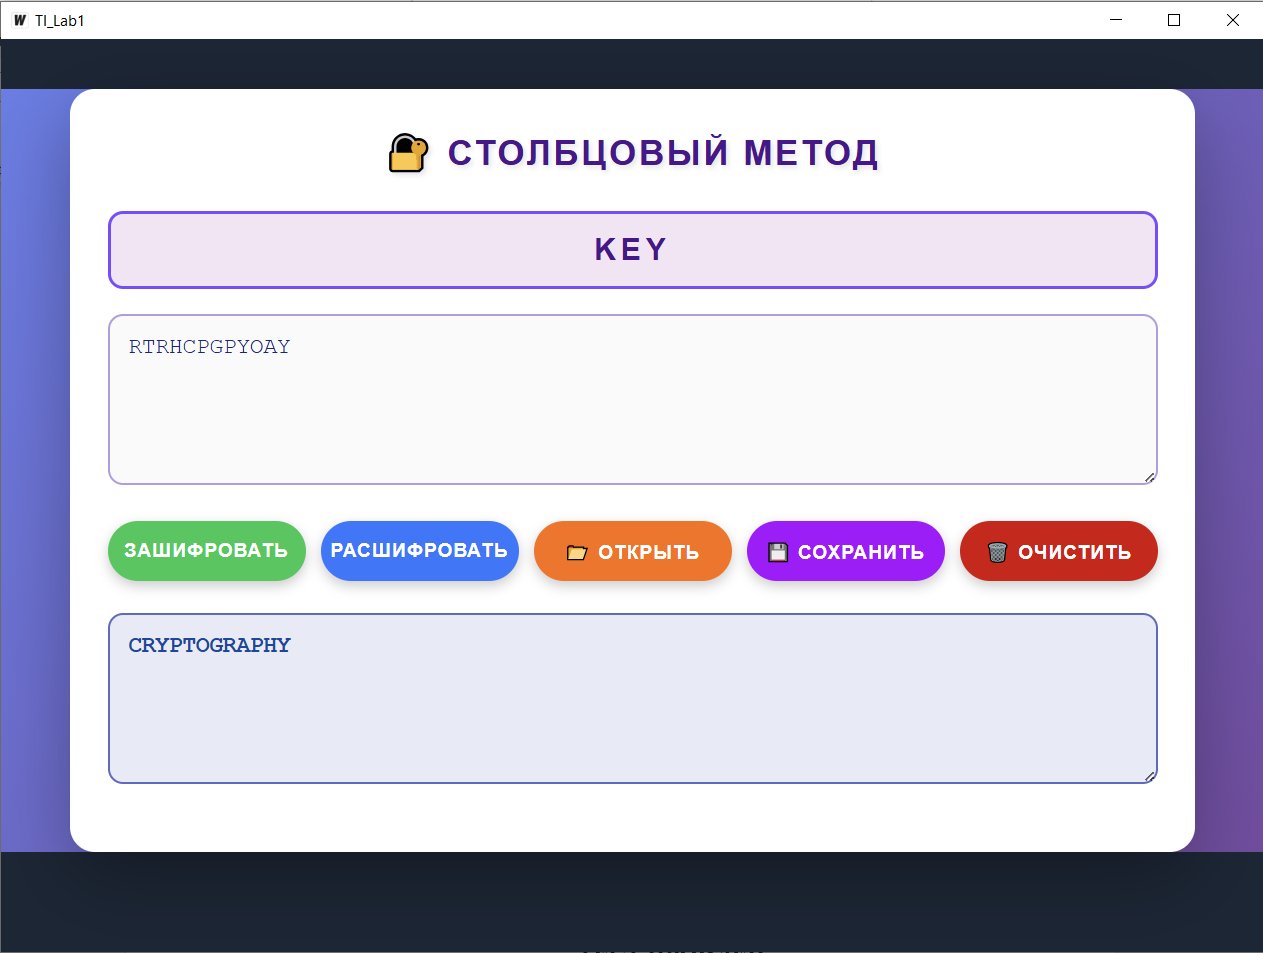 TI_Lab1
СТОЛБЦОВЫЙ МЕТОД
KEY
RTRHCPGPYOAY
ЗАШИФРОВАТЬ РАСШИФРОВАТЬ ОТКРЫТЬ СОХРАНИТЬ ОЧИСТИТЬ
CRYPTOGRAPHY